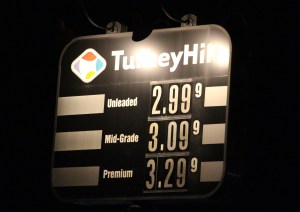 TurkeyHill
Unleaded 2.99 9
Mid-Grade 3.09 9
Premium 3.29 9